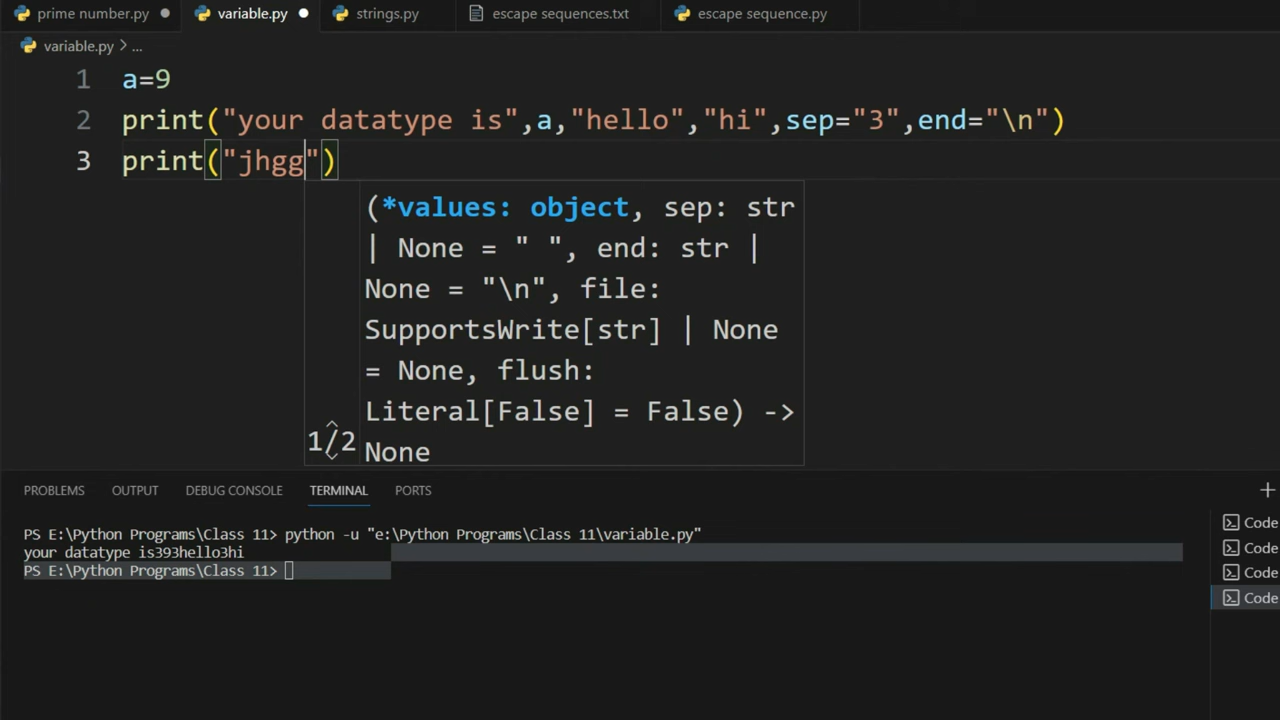 prime number.py
variable.py
strings.py
escape sequences.txt
escape sequence.py
variable.py > ...
1 a=9
2 print("your datatype is",a,"hello","hi",sep="3",end="\n")
3 print("jhgg")
(*values: object, sep: str
| None = " ", end: str |
None = "\n", file:
SupportsWrite[str] | None
= None, flush:
Literal[False] = False) ->
1/2 None
PROBLEMS OUTPUT DEBUG CONSOLE TERMINAL PORTS
PS E:\Python Programs\Class 11> python -u "e:\Python Programs\Class 11\variable.py"
your datatype is393hello3hi
PS E:\Python Programs\Class 11>
Code
Code
Code
Code